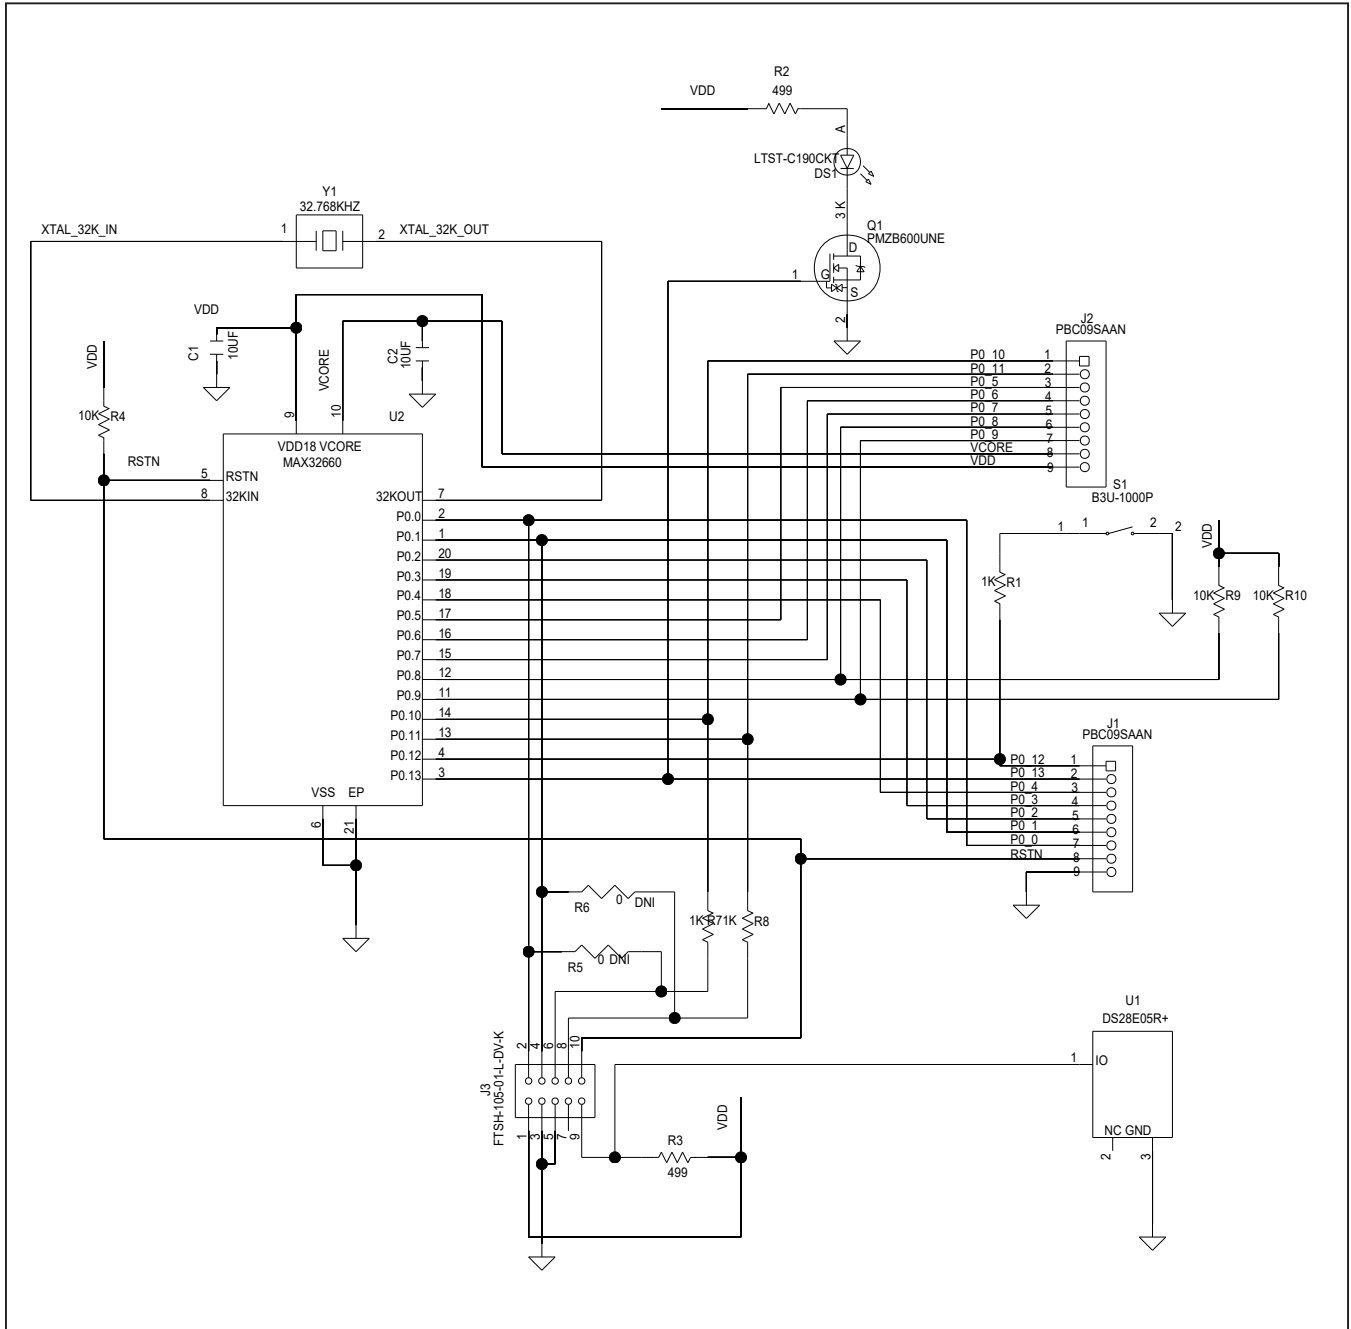 R2
499
VDD
A
LTST-C190CKT
DS1
3 K
Q1
PMZB600UNE
D
1
G
S
2
Y1
32.768KHZ
XTAL_32K_IN
1
2
XTAL_32K_OUT
VDD
C1
10UF
VCORE
C2
10UF
VDD
10K
R4
9
10
U2
VDD18 VCORE
MAX32660
RSTN
5
RSTN
8
32KIN
32KOUT
7
P0.0
2
P0.1
1
P0.2
20
P0.3
19
P0.4
18
P0.5
17
P0.6
16
P0.7
15
P0.8
12
P0.9
11
P0.10
14
P0.11
13
P0.12
4
P0.13
3
VSS
EP
6
21
J2
PBC09SAAN
P0_10
1
P0_11
2
P0_5
3
P0_6
4
P0_7
5
P0_8
6
P0_9
7
VCORE
8
VDD
9
S1
B3U-1000P
1
1
2
2
1K
R1
VDD
10K
R9
10K
R10
J1
PBC09SAAN
P0_12
1
P0_13
2
P0_4
3
P0_3
4
P0_2
5
P0_1
6
P0_0
7
RSTN
8
9
R6
0
DNI
R5
0 DNI
1K
R7
1K
R8
2
4
6
8
10
J3
FTSH-105-01-L-DV-K
1
3
5
7
9
R3
499
VDD
U1
DS28E05R+
1
IO
NC GND
2
3